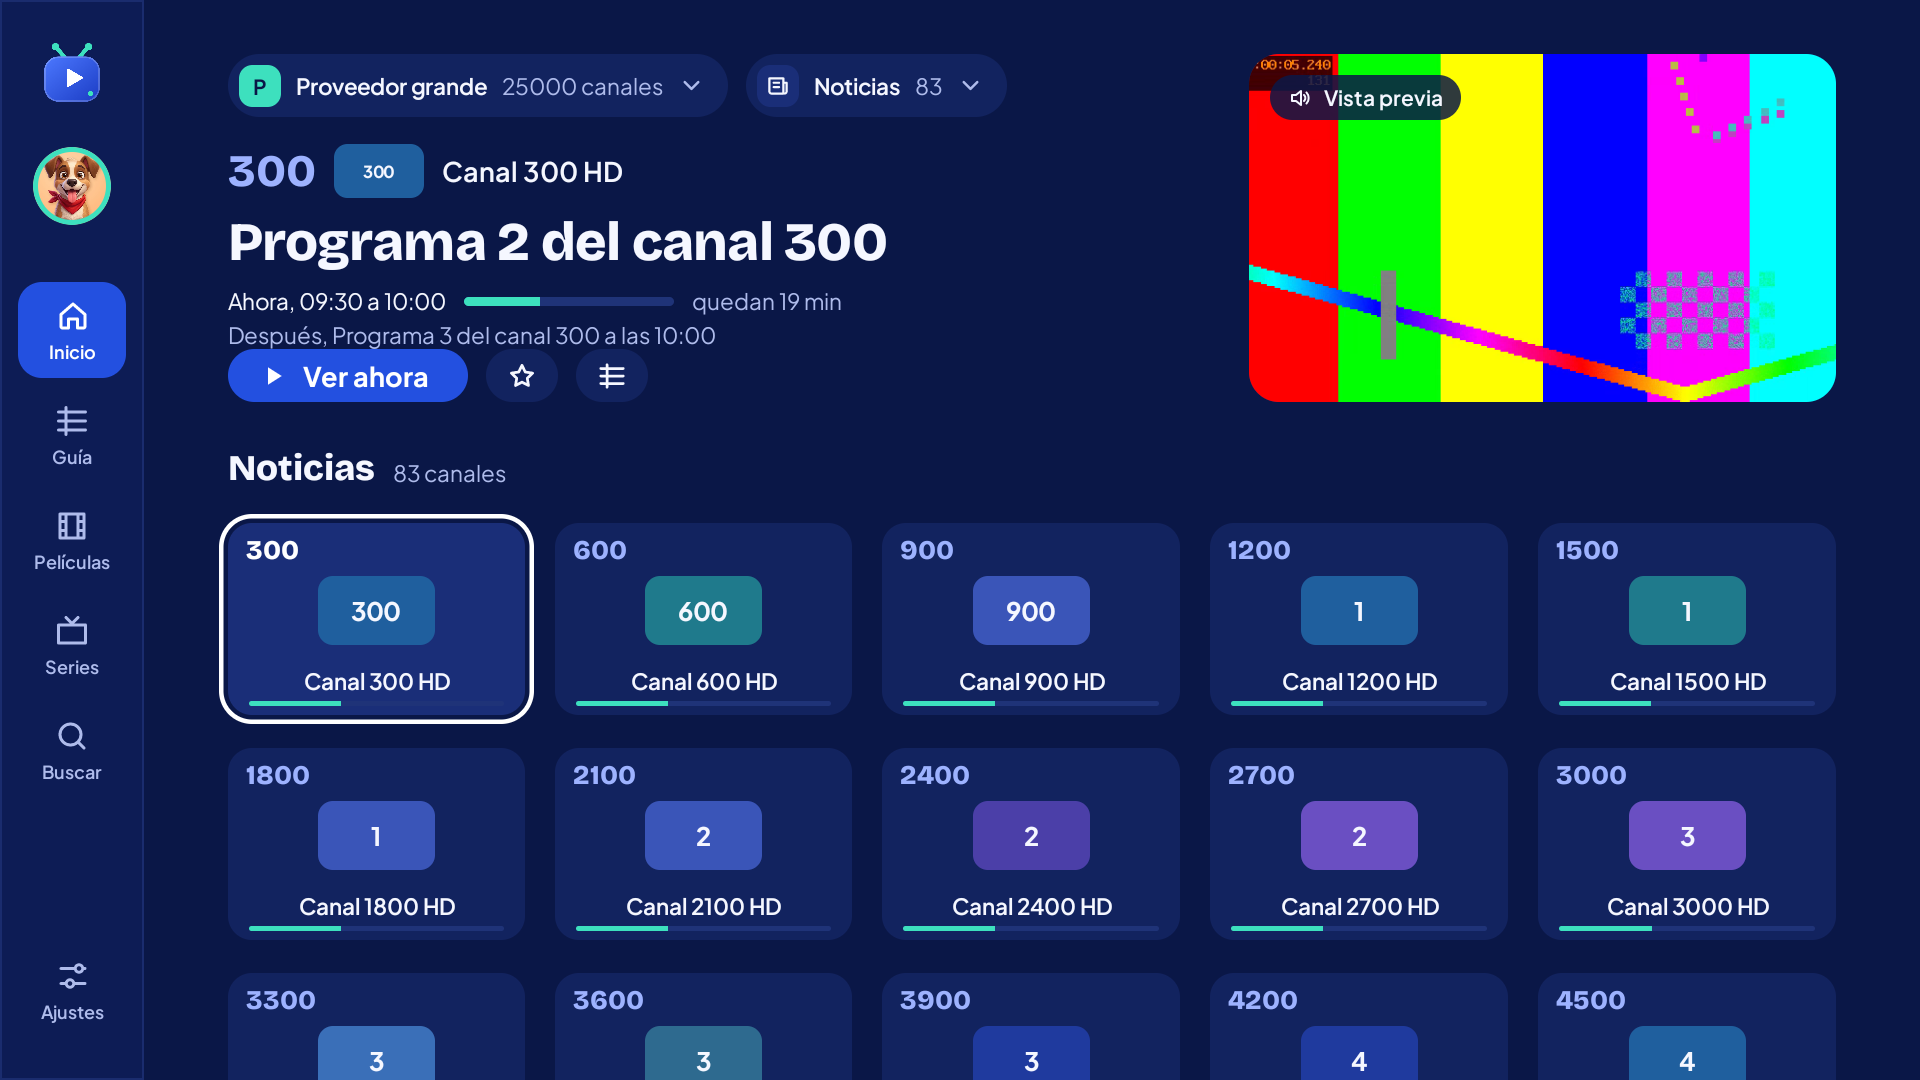 Inicio
Guía
Películas
Series
Buscar
Ajustes
P Proveedor grande 25000 canales
Noticias 83
300 300 Canal 300 HD
Programa 2 del canal 300
Ahora, 09:30 a 10:00 quedan 19 min
Después, Programa 3 del canal 300 a las 10:00
Ver ahora
:00:05.240
131
Vista previa
Noticias 83 canales
300
300
Canal 300 HD
600
600
Canal 600 HD
900
900
Canal 900 HD
1200
1
Canal 1200 HD
1500
1
Canal 1500 HD
1800
1
Canal 1800 HD
2100
2
Canal 2100 HD
2400
2
Canal 2400 HD
2700
2
Canal 2700 HD
3000
3
Canal 3000 HD
3300
3
3600
3
3900
3
4200
4
4500
4